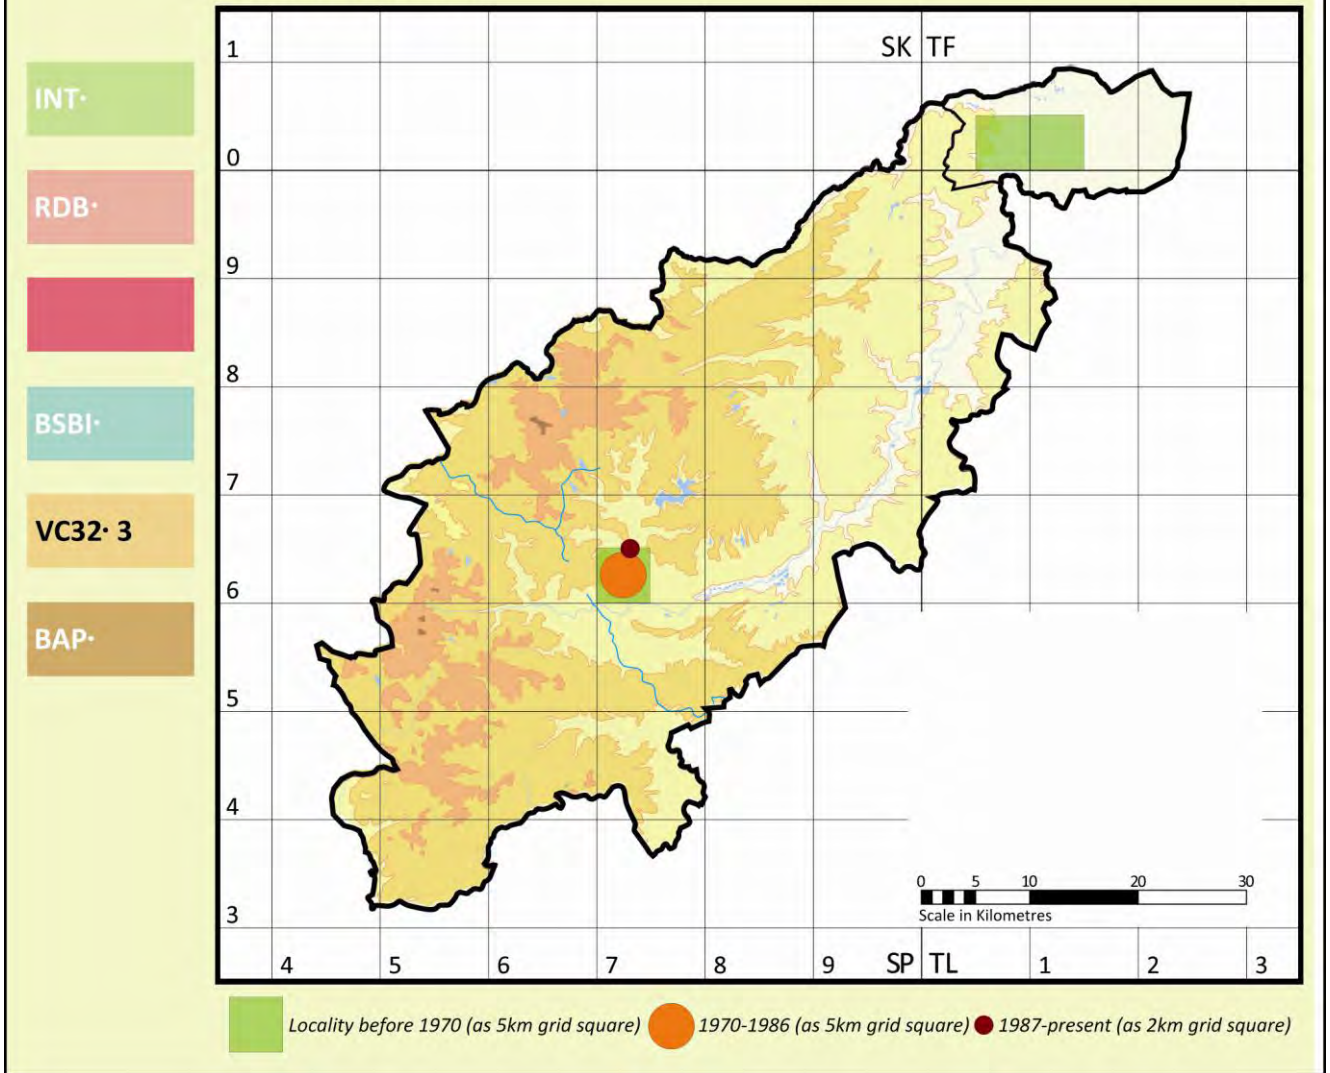 INT·
RDB·
BSBI·
VC32· 3
BAP·
SK TF
1
0
9
8
7
6
5
4
3
4 5 6 7 8 9 SP TL 1 2 3
0 5 10 20 30
Scale in Kilometres
Locality before 1970 (as 5km grid square) 1970-1986 (as 5km grid square) 1987-present (as 2km grid square)